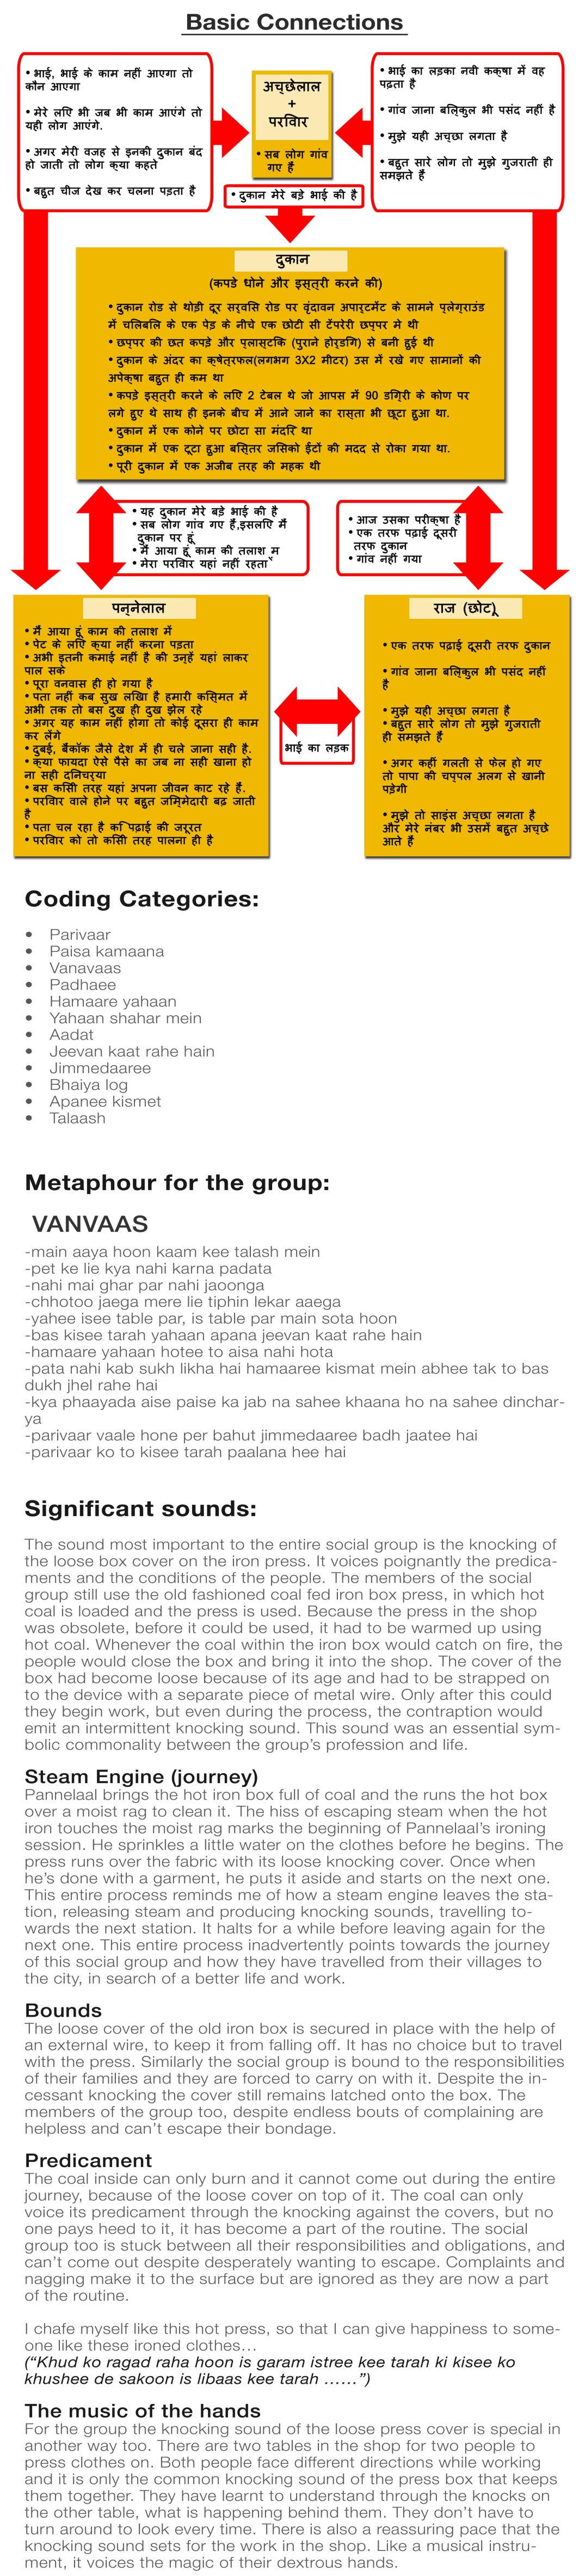 Basic Connections
• भाई, भाई के काम नहीं आएगा तो
कौन आएगा
• मेरे लिए भी जब भी काम आएंगे तो
यही लोग आएंगे.
• अगर मेरी वजह से इनकी दुकान बंद
हो जाती तो लोग क्या कहते
• बहुत चीज देख कर चलना पड़ता है
अच्छेलाल
+
परिवार
• सब लोग गांव
गए हैं
• भाई का लड़का नवी कक्षा में वह
पढ़ता है
• गांव जाना बिल्कुल भी पसंद नहीं है
• मुझे यही अच्छा लगता है
• बहुत सारे लोग तो मुझे गुजराती ही
समझते हैं
• दुकान मेरे बड़े भाई की है
दुकान
(कपडे धोने और इस्त्री करने की)
• दुकान रोड से थोड़ी दूर सर्विस रोड पर वृंदावन अपार्टमेंट के सामने प्लेग्राउंड
में चिलबिल के एक पेड़ के नीचे एक छोटी सी टेंपरेरी छप्पर मे थी
• छप्पर की छत कपड़े और प्लास्टिक (पुराने होर्डिंग) से बनी हुई थी
• दुकान के अंदर का क्षेत्रफल(लगभग 3X2 मीटर) उस में रखे गए सामानों की
अपेक्षा बहुत ही कम था
• कपड़े इस्त्री करने के लिए 2 टेबल थे जो आपस में 90 डिग्री के कोण पर
लगे हुए थे साथ ही इनके बीच में आने जाने का रास्ता भी छूटा हुआ था.
• दुकान में एक कोने पर छोटा सा मंदिर था
• दुकान में एक टूटा हुआ बिस्तर जिसको ईंटों की मदद से रोका गया था.
• पूरी दुकान में एक अजीब तरह की महक थी
• यह दुकान मेरे बड़े भाई की है
• सब लोग गांव गए हैं,इसलिए मैं
दुकान पर हूं
• मैं आया हूं काम की तलाश में
• मेरा परिवार यहां नहीं रहता
• आज उसका परीक्षा है
• एक तरफ पढ़ाई दूसरी
तरफ दुकान
• गांव नहीं गया
पन्नेलाल
• मैं आया हूं काम की तलाश में
• पेट के लिए क्या नहीं करना पड़ता
• अभी इतनी कमाई नहीं है की उन्हें यहां लाकर
पाल सके
• पूरा वनवास ही हो गया है
• पता नहीं कब सुख लिखा है हमारी किस्मत में
अभी तक तो बस दुख ही दुख झेल रहे
• अगर यह काम नहीं होगा तो कोई दूसरा ही काम
कर लेंगे
• दुबई, बैंकॉक जैसे देश में ही चले जाना सही है.
• क्या फायदा ऐसे पैसे का जब ना सही खाना हो
ना सही दिनचर्या
• बस किसी तरह यहां अपना जीवन काट रहे हैं.
• परिवार वाले होने पर बहुत जिम्मेदारी बढ़ जाती
है
• पता चल रहा है कि पढ़ाई की जरूरत
• परिवार को तो किसी तरह पालना ही है
भाई का लड़क
राज (छोटू)
• एक तरफ पढ़ाई दूसरी तरफ दुकान
• गांव जाना बिल्कुल भी पसंद नहीं
है
• मुझे यही अच्छा लगता है
• बहुत सारे लोग तो मुझे गुजराती
ही समझते हैं
• अगर कहीं गलती से फेल हो गए
तो पापा की चप्पल अलग से खानी
पड़ेगी
• मुझे तो साइंस अच्छा लगता है
और मेरे नंबर भी उसमें बहुत अच्छे
आते हैं
Coding Categories:
• Parivaar
• Paisa kamaana
• Vanavaas
• Padhaee
• Hamaare yahaan
• Yahaan shahar mein
• Aadat
• Jeevan kaat rahe hain
• Jimmedaaree
• Bhaiya log
• Apanee kismet
• Talaash
Metaphour for the group:
VANVAAS
-main aaya hoon kaam kee talash mein
-pet ke lie kya nahi karna padata
-nahi mai ghar par nahi jaoonga
-chhotoo jaega mere lie tiphin lekar aaega
-yahee isee table par, is table par main sota hoon
-bas kisee tarah yahaan apana jeevan kaat rahe hain
-hamaare yahaan hotee to aisa nahi hota
-pata nahi kab sukh likha hai hamaaree kismat mein abhee tak to bas
dukh jhel rahe hai
-kya phaayada aise paise ka jab na sahee khaana ho na sahee dinchar-
ya
-parivaar vaale hone per bahut jimmedaaree badh jaatee hai
-parivaar ko to kisee tarah paalana hee hai
Significant sounds:
The sound most important to the entire social group is the knocking of
the loose box cover on the iron press. It voices poignantly the predica-
ments and the conditions of the people. The members of the social
group still use the old fashioned coal fed iron box press, in which hot
coal is loaded and the press is used. Because the press in the shop
was obsolete, before it could be used, it had to be warmed up using
hot coal. Whenever the coal within the iron box would catch on fire, the
people would close the box and bring it into the shop. The cover of the
box had become loose because of its age and had to be strapped on
to the device with a separate piece of metal wire. Only after this could
they begin work, but even during the process, the contraption would
emit an intermittent knocking sound. This sound was an essential sym-
bolic commonality between the group's profession and life.
Steam Engine (journey)
Pannelaal brings the hot iron box full of coal and the runs the hot box
over a moist rag to clean it. The hiss of escaping steam when the hot
iron touches the moist rag marks the beginning of Pannelaal's ironing
session. He sprinkles a little water on the clothes before he begins. The
press runs over the fabric with its loose knocking cover. Once when
he's done with a garment, he puts it aside and starts on the next one.
This entire process reminds me of how a steam engine leaves the sta-
tion, releasing steam and producing knocking sounds, travelling to-
wards the next station. It halts for a while before leaving again for the
next one. This entire process inadvertently points towards the journey
of this social group and how they have travelled from their villages to
the city, in search of a better life and work.
Bounds
The loose cover of the old iron box is secured in place with the help of
an external wire, to keep it from falling off. It has no choice but to travel
with the press. Similarly the social group is bound to the responsibilities
of their families and they are forced to carry on with it. Despite the in-
cessant knocking the cover still remains latched onto the box. The
members of the group too, despite endless bouts of complaining are
helpless and can't escape their bondage.
Predicament
The coal inside can only burn and it cannot come out during the entire
journey, because of the loose cover on top of it. The coal can only
voice its predicament through the knocking against the covers, but no
one pays heed to it, it has become a part of the routine. The social
group too is stuck between all their responsibilities and obligations, and
can't come out despite desperately wanting to escape. Complaints and
nagging make it to the surface but are ignored as they are now a part
of the routine.
I chafe myself like this hot press, so that I can give happiness to some-
one like these ironed clothes…
("Khud ko ragad raha hoon is garam istree kee tarah ki kisee ko
khushee de sakoon is libaas kee tarah ……")
The music of the hands
For the group the knocking sound of the loose press cover is special in
another way too. There are two tables in the shop for two people to
press clothes on. Both people face different directions while working
and it is only the common knocking sound of the press box that keeps
them together. They have learnt to understand through the knocks on
the other table, what is happening behind them. They don't have to
turn around to look every time. There is also a reassuring pace that the
knocking sound sets for the work in the shop. Like a musical instru-
ment, it voices the magic of their dextrous hands.